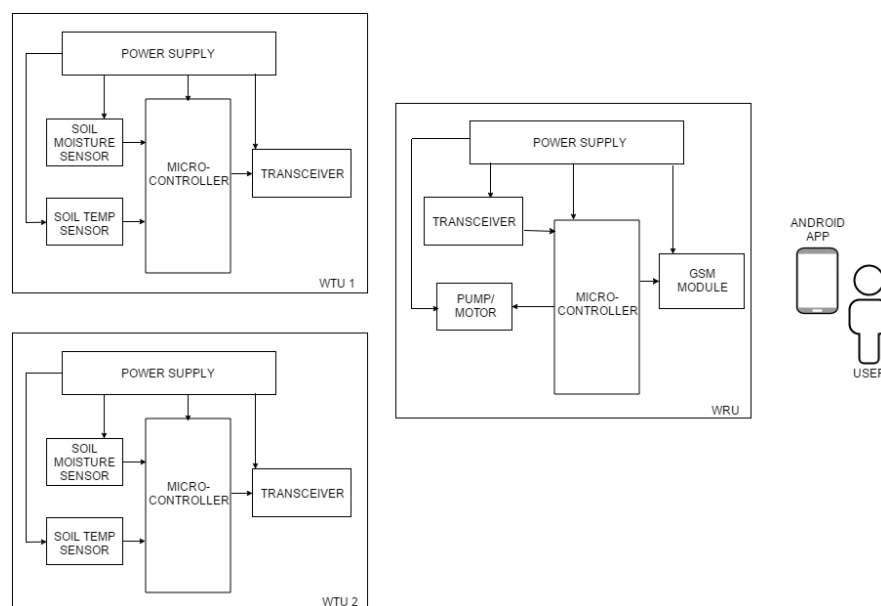 POWER SUPPLY
SOIL
MOISTURE
SENSOR
MICRO-
CONTROLLER
TRANSCEIVER
SOIL TEMP
SENSOR
WTU 1
POWER SUPPLY
SOIL
MOISTURE
SENSOR
MICRO-
CONTROLLER
TRANSCEIVER
SOIL TEMP
SENSOR
WTU 2
POWER SUPPLY
TRANSCEIVER
MICRO-
CONTROLLER
GSM
MODULE
PUMP/
MOTOR
WRU
ANDROID
APP
USER